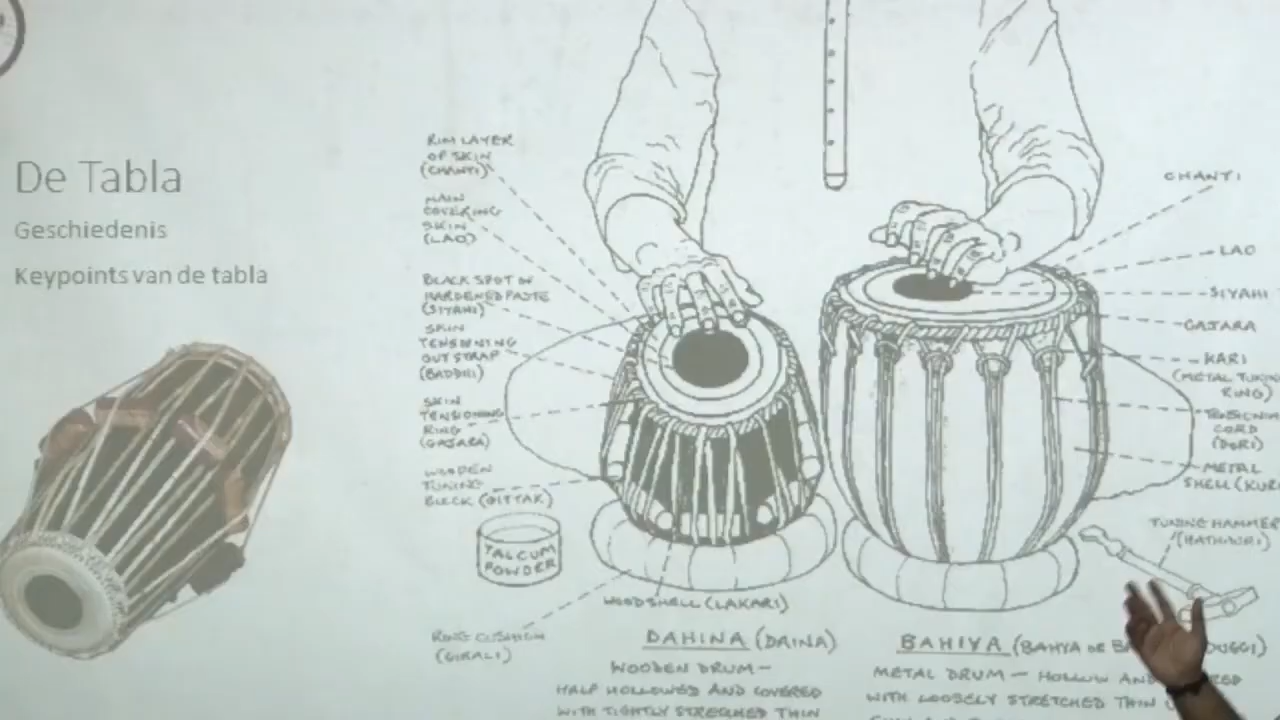 De Tabla
Geschiedenis
Keypoints van de tabla
RIM LAYER
OF SKIN
(CHANTI)
MAIN
COVERING
SKIN
(LAO)
BLACK SPOT OF
HARDENED PASTE
(SIYAHI)
SKIN
TENSIONING
GUT STRAP
(BADDHI)
SKIN
TENSIONING
RING
(GAJARA)
WOODEN
TUNING
BLOCK (GITTAK)
TALCUM
POWDER
RING CUSHION
(GIRALI)
WOODSHELL (LAKARI)
DAHINA (DAINA)
WOODEN DRUM—
HALF HOLLOWED AND COVERED
WITH TIGHTLY STRETCHED THIN
CHANTI
LAO
SIYAHI
GAJARA
KARI
(METAL TUNING
RING)
CORD
(DORI)
METAL
SHELL
TUNING HAMMER
(HATHAURI)
BAHIYA (BAHYA OR
METAL DRUM — HOLLOW AND
WITH LOOSELY STRETCHED THIN